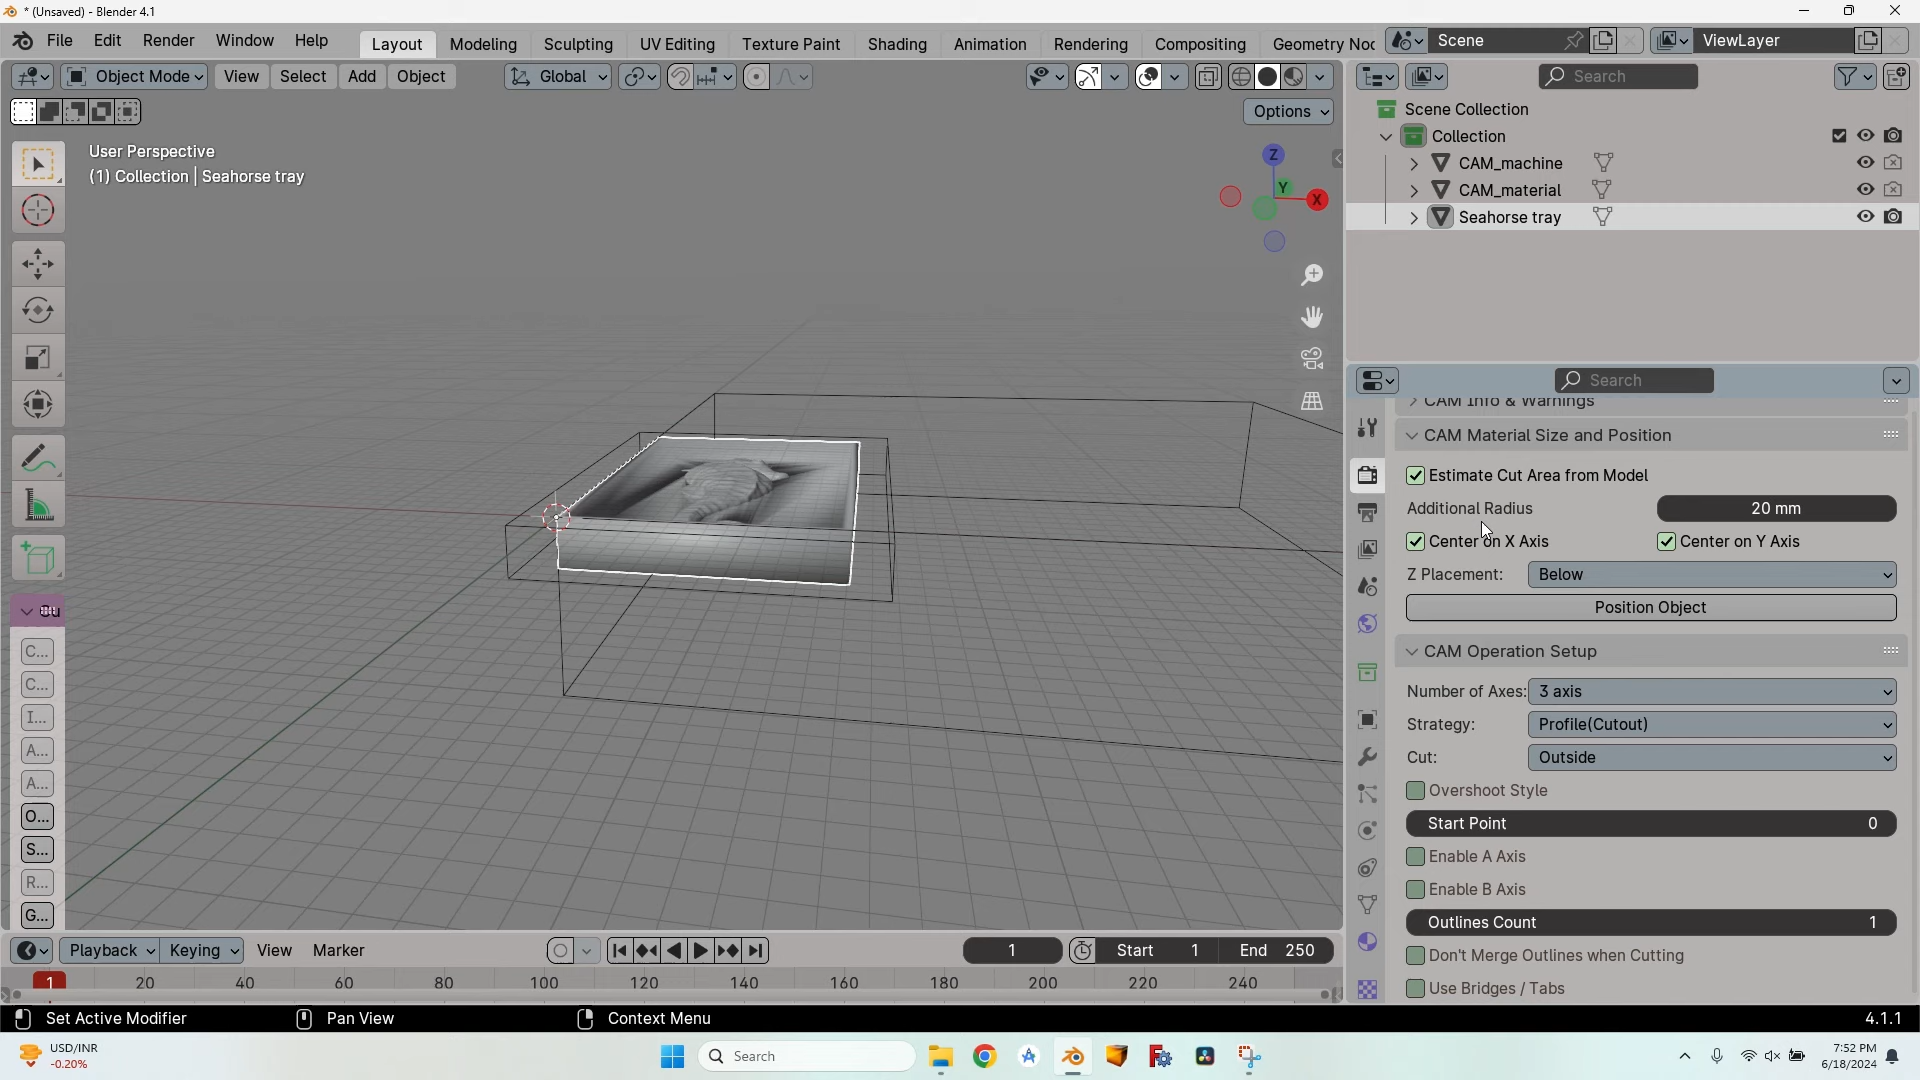 * (Unsaved) - Blender 4.1
File Edit Render Window Help
Layout Modeling Sculpting UV Editing Texture Paint Shading Animation Rendering Compositing Geometry Noc
Scene
ViewLayer
Object Mode View Select Add Object
Global
Options
Search
User Perspective
(1) Collection | Seahorse tray
Z
Y
X
Scene Collection
Collection
CAM_machine
CAM_material
Seahorse tray
Search
CAM Info & Warnings
CAM Material Size and Position
Estimate Cut Area from Model
Additional Radius 20 mm
Center on X Axis Center on Y Axis
Z Placement: Below
Position Object
CAM Operation Setup
Number of Axes: 3 axis
Strategy: Profile(Cutout)
Cut: Outside
Overshoot Style
Start Point 0
Enable A Axis
Enable B Axis
Outlines Count 1
Don't Merge Outlines when Cutting
Use Bridges / Tabs
C...
C...
I...
A...
A...
O...
S...
R...
G...
Playback Keying View Marker
1 Start 1 End 250
1 20 40 60 80 100 120 140 160 180 200 220 240
Set Active Modifier Pan View Context Menu 4.1.1
USD/INR
-0.20%
Search
7:52 PM
6/18/2024